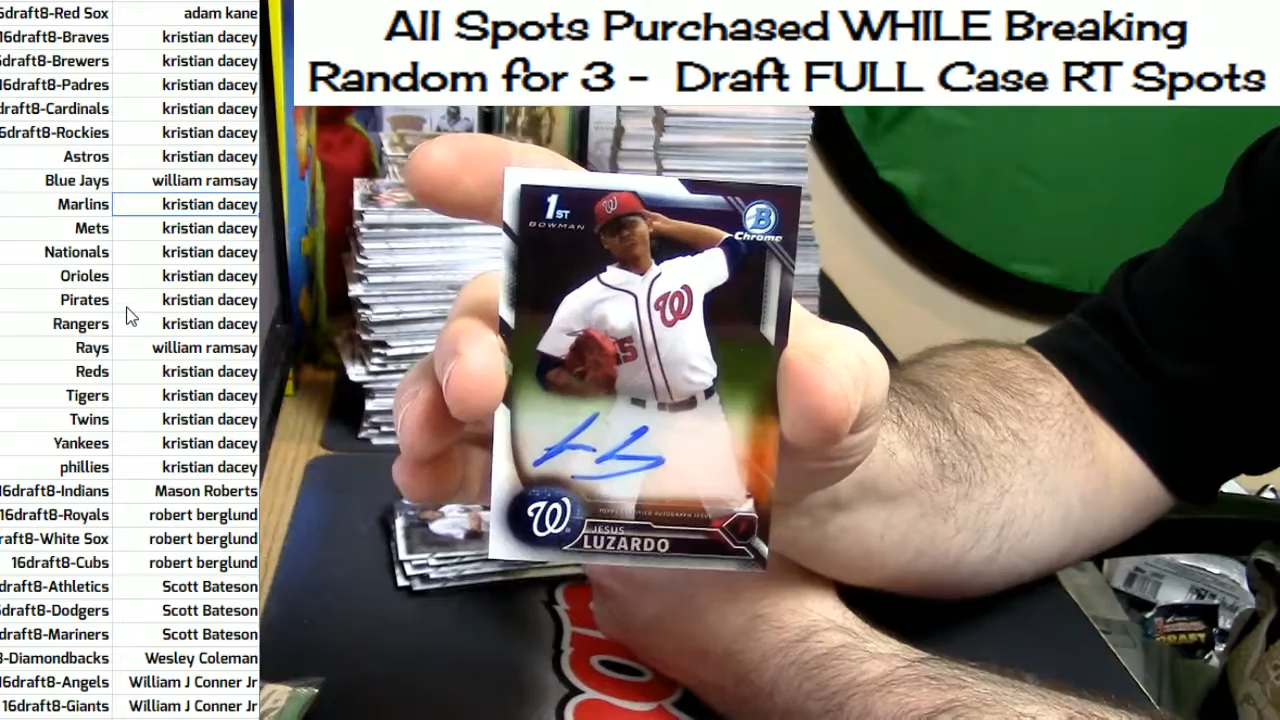 All Spots Purchased WHILE Breaking
Random for 3 - Draft FULL Case RT Spots
6draft8-Red Sox adam kane
16draft8-Braves kristian dacey
6draft8-Brewers kristian dacey
16draft8-Padres kristian dacey
draft8-Cardinals kristian dacey
6draft8-Rockies kristian dacey
Astros kristian dacey
Blue Jays william ramsay
Marlins kristian dacey
Mets kristian dacey
Nationals kristian dacey
Orioles kristian dacey
Pirates kristian dacey
Rangers kristian dacey
Rays william ramsay
Reds kristian dacey
Tigers kristian dacey
Twins kristian dacey
Yankees kristian dacey
phillies kristian dacey
16draft8-Indians Mason Roberts
16draft8-Royals robert berglund
raft8-White Sox robert berglund
16draft8-Cubs robert berglund
draft8-Athletics Scott Bateson
6draft8-Dodgers Scott Bateson
draft8-Mariners Scott Bateson
8-Diamondbacks Wesley Coleman
16draft8-Angels William J Conner Jr
16draft8-Giants William J Conner Jr
1ST
BOWMAN
B
Chrome
W
W
TOPPS CERTIFIED AUTOGRAPH ISSUE
W
JESUS
LUZARDO